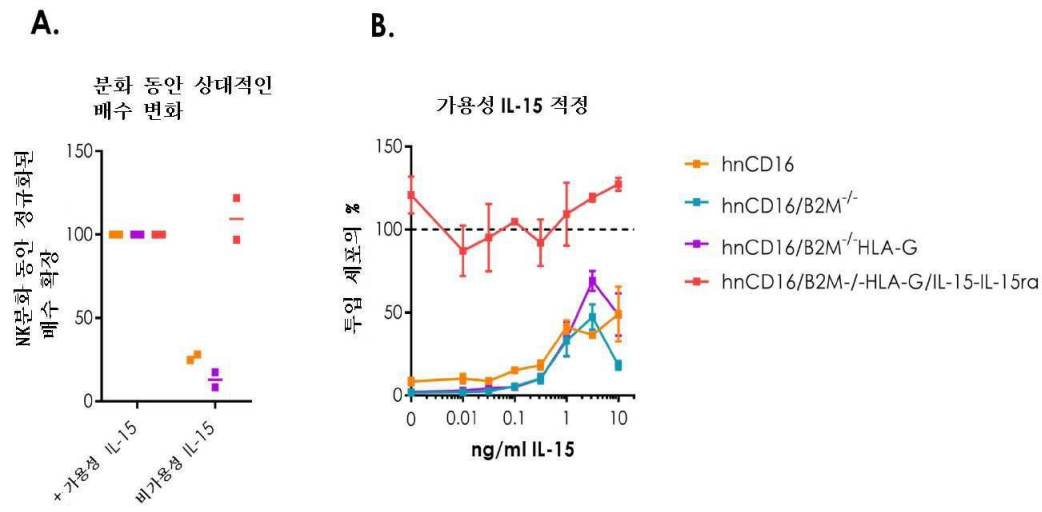 A.
분화 동안 상대적인
배수 변화
NK분화 동안 정규화된
배수 확장
150
100
50
0
+ 가용성 IL-15
비가용성 IL-15
B.
가용성 IL-15 적정
투입 세포의 %
150
100
50
0
0 0.01 0.1 1 10
ng/ml IL-15
hnCD16
hnCD16/B2M⁻/⁻
hnCD16/B2M⁻/⁻HLA-G
hnCD16/B2M-/-HLA-G/IL-15-IL-15ra